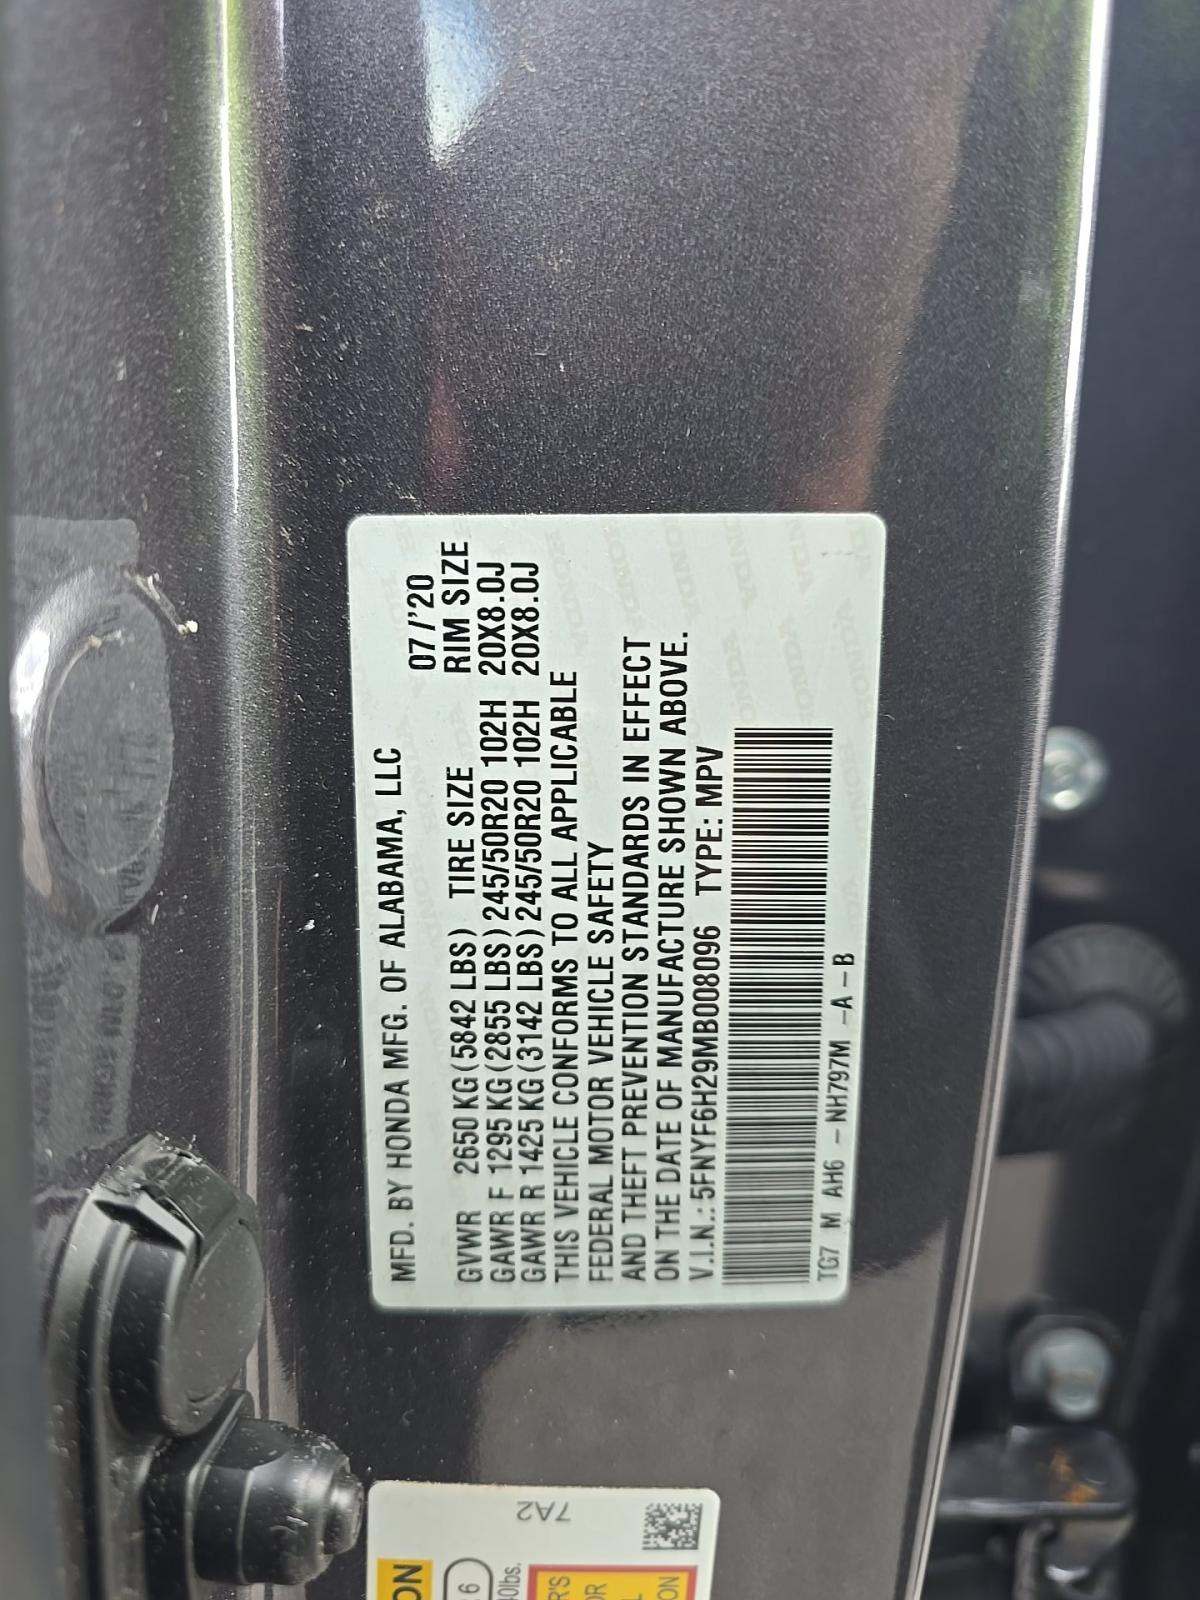 MFD. BY HONDA MFG. OF ALABAMA, LLC
07/'20
GVWR 2650 KG (5842 LBS) TIRE SIZE RIM SIZE
GAWR F 1295 KG (2855 LBS) 245/50R20 102H 20X8.0J
GAWR R 1425 KG (3142 LBS) 245/50R20 102H 20X8.0J
THIS VEHICLE CONFORMS TO ALL APPLICABLE
FEDERAL MOTOR VEHICLE SAFETY
AND THEFT PREVENTION STANDARDS IN EFFECT
ON THE DATE OF MANUFACTURE SHOWN ABOVE.
V.I.N.: 5FNYF6H29MB008096 TYPE: MPV
TG7 M AH6 - NH797M -A-B
7A2